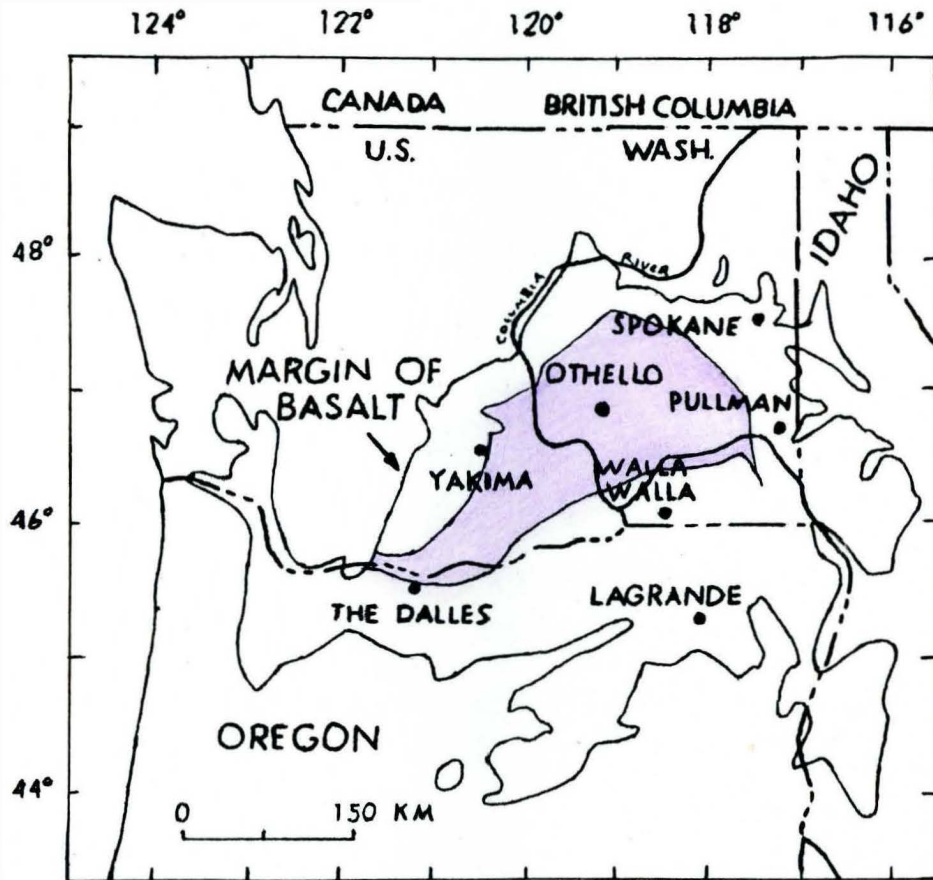 124° 122° 120° 118° 116°
CANADA BRITISH COLUMBIA
U.S. WASH.
IDAHO
48°
COLUMBIA River
SPOKANE
MARGIN OF
BASALT
OTHELLO
PULLMAN
YAKIMA
WALLA
WALLA
46°
THE DALLES
LAGRANDE
OREGON
44°
0 150 KM